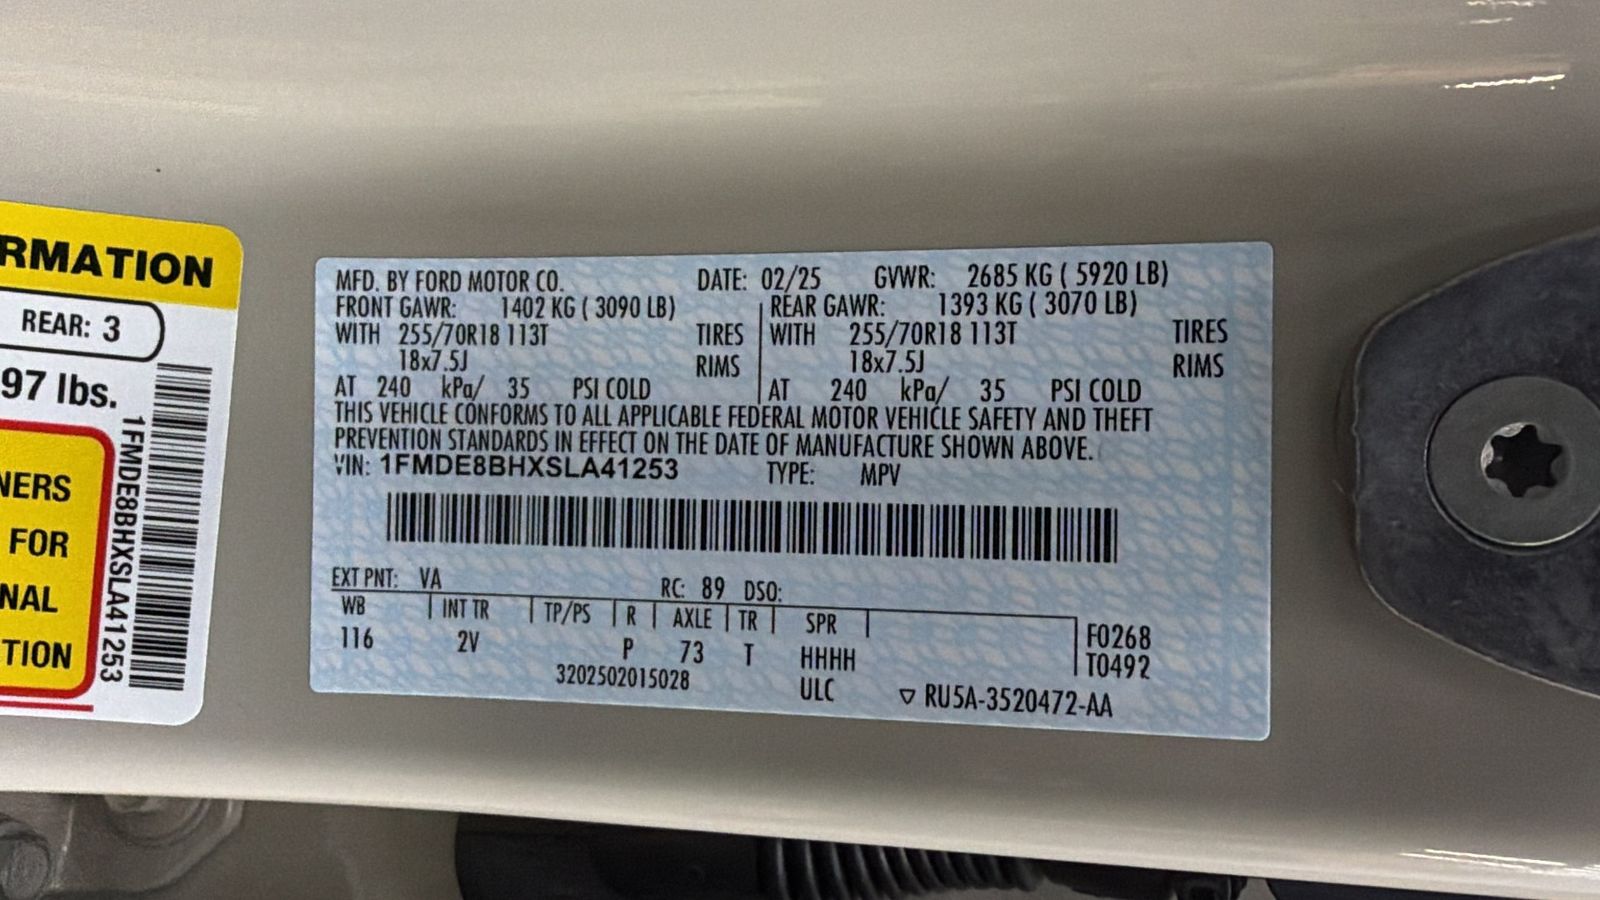 RMATION
REAR: 3
97 lbs.
NERS
FOR
NAL
TION
1FMDE8BHXSLA41253
MFD. BY FORD MOTOR CO. DATE: 02/25 GVWR: 2685 KG ( 5920 LB)
FRONT GAWR: 1402 KG ( 3090 LB) REAR GAWR: 1393 KG ( 3070 LB)
WITH 255/70R18 113T TIRES WITH 255/70R18 113T TIRES
18x7.5J RIMS 18x7.5J RIMS
AT 240 kPa/ 35 PSI COLD AT 240 kPa/ 35 PSI COLD
THIS VEHICLE CONFORMS TO ALL APPLICABLE FEDERAL MOTOR VEHICLE SAFETY AND THEFT
PREVENTION STANDARDS IN EFFECT ON THE DATE OF MANUFACTURE SHOWN ABOVE.
VIN: 1FMDE8BHXSLA41253 TYPE: MPV
EXT PNT: VA RC: 89 DSO:
WB INT TR TP/PS R AXLE TR SPR
116 2V P 73 T HHHH
F0268
T0492
3202502015028 ULC ▽ RU5A-3520472-AA